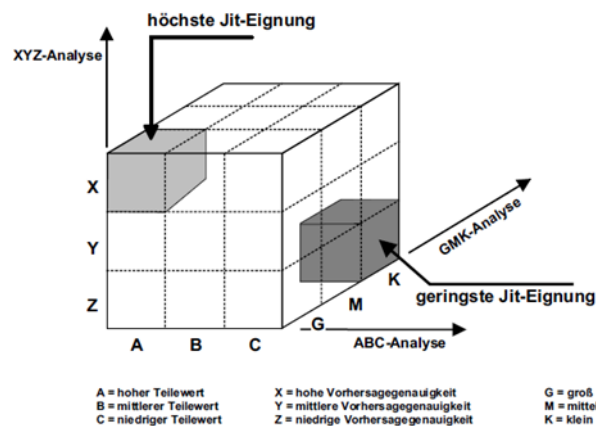 höchste Jit-Eignung
XYZ-Analyse
X
Y
Z
A B C
G
M
K
GMK-Analyse
geringste Jit-Eignung
ABC-Analyse
A = hoher Teilewert X = hohe Vorhersagegenauigkeit G = groß
B = mittlerer Teilewert Y = mittlere Vorhersagegenauigkeit M = mittel
C = niedriger Teilewert Z = niedrige Vorhersagegenauigkeit K = klein